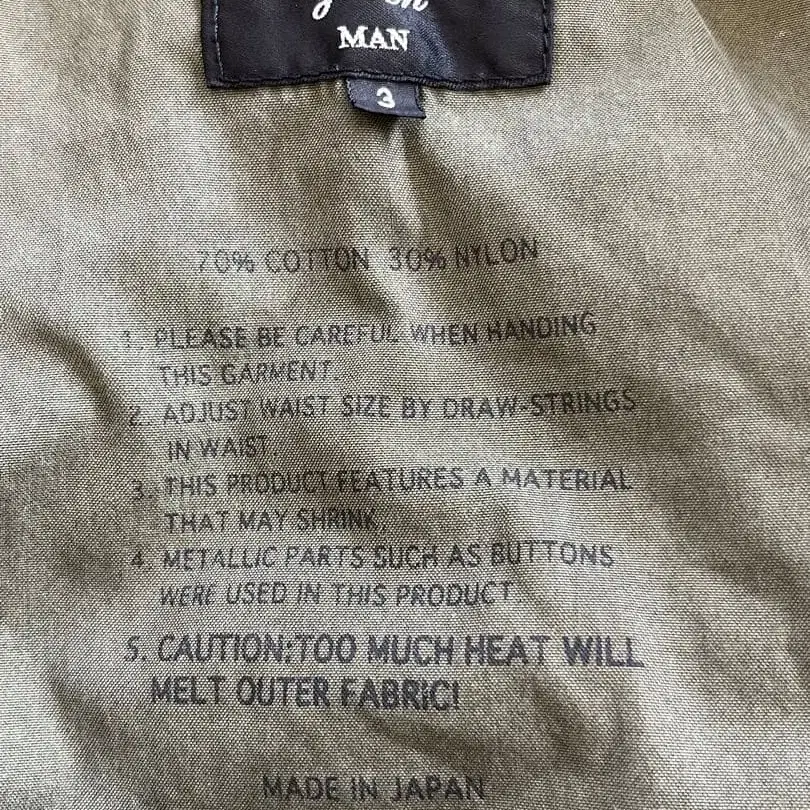 MAN
3
70% COTTON 30% NYLON
1. PLEASE BE CAREFUL WHEN HANDING
THIS GARMENT.
2. ADJUST WAIST SIZE BY DRAW-STRINGS
IN WAIST.
3. THIS PRODUCT FEATURES A MATERIAL
THAT MAY SHRINK.
4. METALLIC PARTS SUCH AS BUTTONS
WERE USED IN THIS PRODUCT.
5. CAUTION:TOO MUCH HEAT WILL
MELT OUTER FABRIC!
MADE IN JAPAN